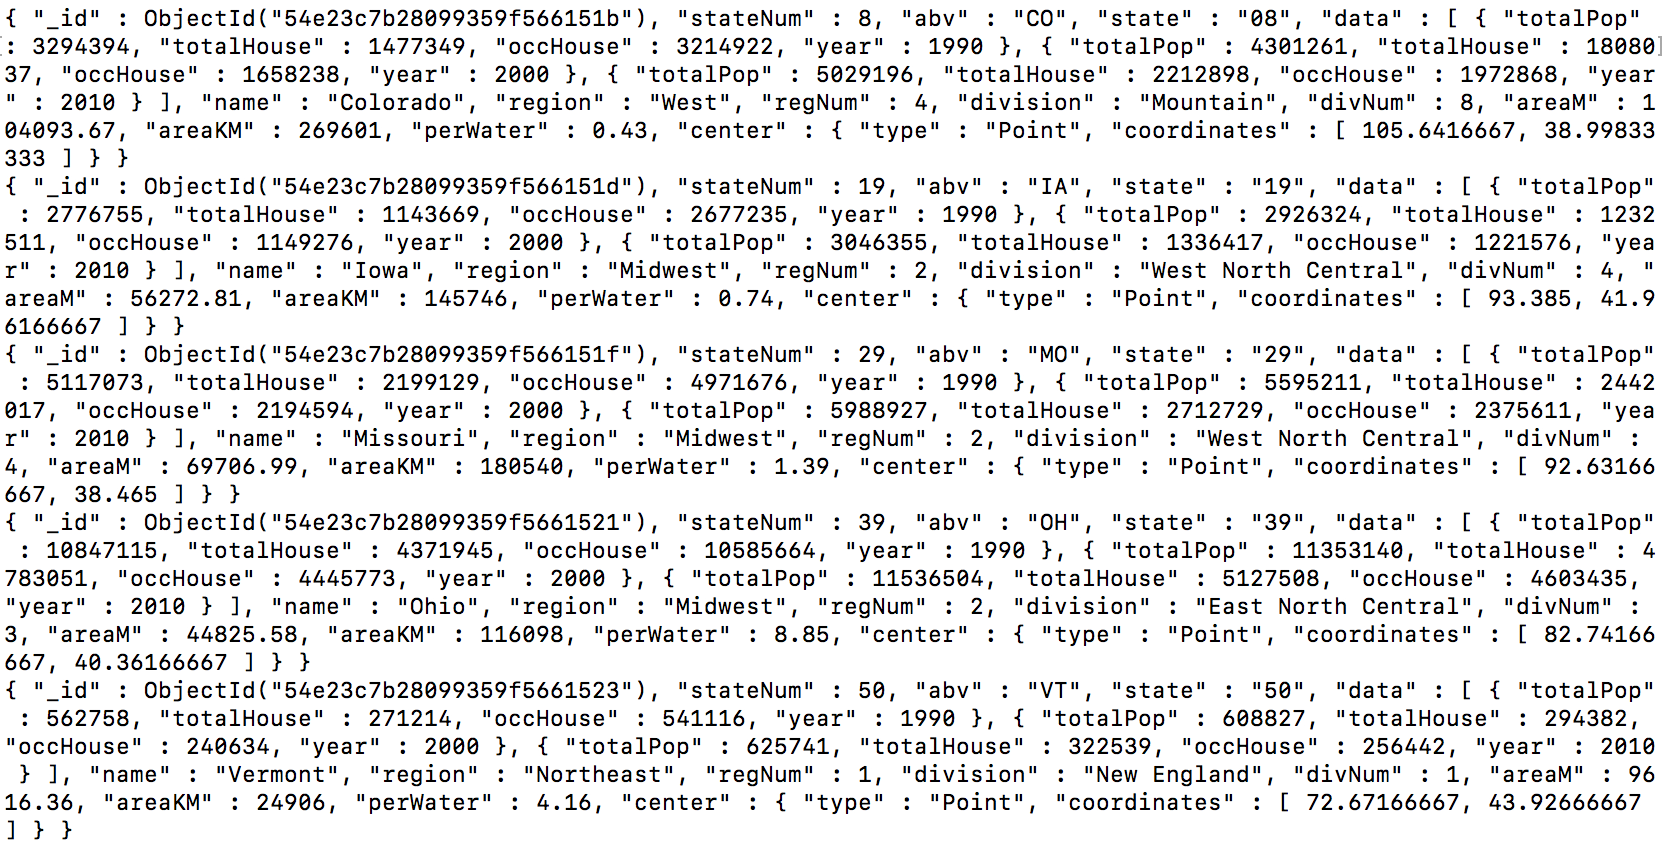 { "_id" : ObjectId("54e23c7b28099359f566151b"), "stateNum" : 8, "abv" : "CO", "state" : "08", "data" : [ { "totalPop"
: 3294394, "totalHouse" : 1477349, "occHouse" : 3214922, "year" : 1990 }, { "totalPop" : 4301261, "totalHouse" : 18080
37, "occHouse" : 1658238, "year" : 2000 }, { "totalPop" : 5029196, "totalHouse" : 2212898, "occHouse" : 1972868, "year
" : 2010 } ], "name" : "Colorado", "region" : "West", "regNum" : 4, "division" : "Mountain", "divNum" : 8, "areaM" : 1
04093.67, "areaKM" : 269601, "perWater" : 0.43, "center" : { "type" : "Point", "coordinates" : [ 105.6416667, 38.99833
333 ] } }
{ "_id" : ObjectId("54e23c7b28099359f566151d"), "stateNum" : 19, "abv" : "IA", "state" : "19", "data" : [ { "totalPop"
 : 2776755, "totalHouse" : 1143669, "occHouse" : 2677235, "year" : 1990 }, { "totalPop" : 2926324, "totalHouse" : 1232
511, "occHouse" : 1149276, "year" : 2000 }, { "totalPop" : 3046355, "totalHouse" : 1336417, "occHouse" : 1221576, "yea
r" : 2010 } ], "name" : "Iowa", "region" : "Midwest", "regNum" : 2, "division" : "West North Central", "divNum" : 4, "
areaM" : 56272.81, "areaKM" : 145746, "perWater" : 0.74, "center" : { "type" : "Point", "coordinates" : [ 93.385, 41.9
6166667 ] } }
{ "_id" : ObjectId("54e23c7b28099359f566151f"), "stateNum" : 29, "abv" : "MO", "state" : "29", "data" : [ { "totalPop"
 : 5117073, "totalHouse" : 2199129, "occHouse" : 4971676, "year" : 1990 }, { "totalPop" : 5595211, "totalHouse" : 2442
017, "occHouse" : 2194594, "year" : 2000 }, { "totalPop" : 5988927, "totalHouse" : 2712729, "occHouse" : 2375611, "yea
r" : 2010 } ], "name" : "Missouri", "region" : "Midwest", "regNum" : 2, "division" : "West North Central", "divNum" :
4, "areaM" : 69706.99, "areaKM" : 180540, "perWater" : 1.39, "center" : { "type" : "Point", "coordinates" : [ 92.63166
667, 38.465 ] } }
{ "_id" : ObjectId("54e23c7b28099359f5661521"), "stateNum" : 39, "abv" : "OH", "state" : "39", "data" : [ { "totalPop"
 : 10847115, "totalHouse" : 4371945, "occHouse" : 10585664, "year" : 1990 }, { "totalPop" : 11353140, "totalHouse" : 4
783051, "occHouse" : 4445773, "year" : 2000 }, { "totalPop" : 11536504, "totalHouse" : 5127508, "occHouse" : 4603435,
"year" : 2010 } ], "name" : "Ohio", "region" : "Midwest", "regNum" : 2, "division" : "East North Central", "divNum" :
3, "areaM" : 44825.58, "areaKM" : 116098, "perWater" : 8.85, "center" : { "type" : "Point", "coordinates" : [ 82.74166
667, 40.36166667 ] } }
{ "_id" : ObjectId("54e23c7b28099359f5661523"), "stateNum" : 50, "abv" : "VT", "state" : "50", "data" : [ { "totalPop"
 : 562758, "totalHouse" : 271214, "occHouse" : 541116, "year" : 1990 }, { "totalPop" : 608827, "totalHouse" : 294382,
"occHouse" : 240634, "year" : 2000 }, { "totalPop" : 625741, "totalHouse" : 322539, "occHouse" : 256442, "year" : 2010
 } ], "name" : "Vermont", "region" : "Northeast", "regNum" : 1, "division" : "New England", "divNum" : 1, "areaM" : 96
16.36, "areaKM" : 24906, "perWater" : 4.16, "center" : { "type" : "Point", "coordinates" : [ 72.67166667, 43.92666667
] } }